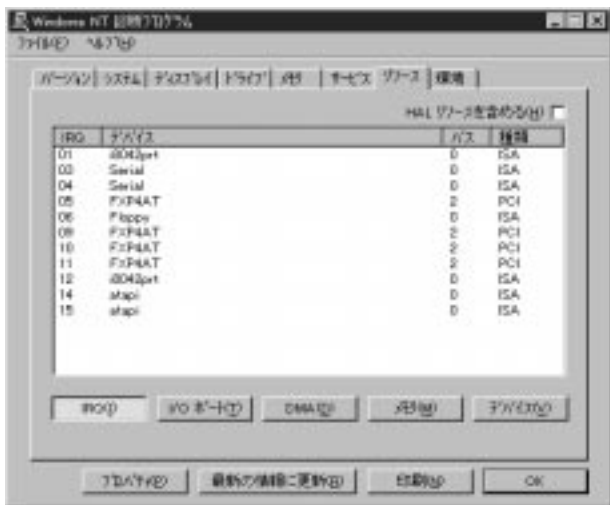 Windows NT 診断プログラム
ファイル(F) ヘルプ(H)
バージョン システム ディスプレイ ドライブ メモリ サービス リソース 環境
HAL リソースを含める(H)
IRQ デバイス バス 種類
01 i8042prt 0 ISA
03 Serial 0 ISA
04 Serial 0 ISA
05 FXP4AT 2 PCI
06 Floppy 0 ISA
09 FXP4AT 2 PCI
10 FXP4AT 2 PCI
11 FXP4AT 2 PCI
12 i8042prt 0 ISA
14 atapi 0 ISA
15 atapi 0 ISA
IRQ(I) I/O ポート(T) DMA(D) メモリ(M) デバイス(V)
プロパティ(P) 最新の情報に更新(R) 印刷(N) OK